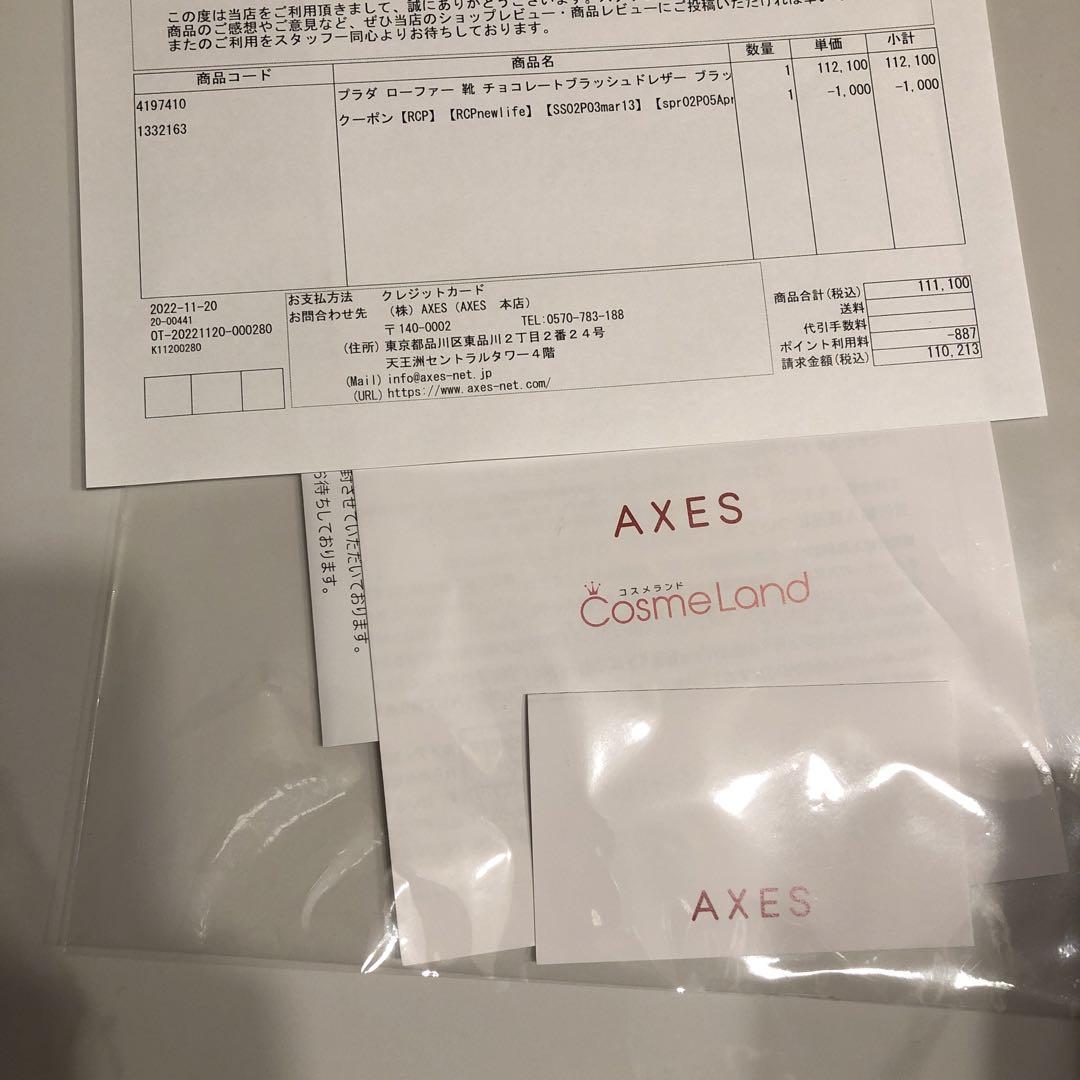 この度は当店をご利用頂きまして、誠にありがとうございます。
商品のご感想やご意見など、ぜひ当店のショップレビュー・商品レビューにご投稿いただければ幸い
またのご利用をスタッフ一同心よりお待ちしております。
商品コード 商品名 数量 単価 小計
4197410 プラダ ローファー 靴 チョコレートブラッシュドレザー ブラッ 1 112,100 112,100
1332163 クーポン【RCP】【RCPnewlife】【SS02P03mar13】【spr02P05Apr 1 -1,000 -1,000
2022-11-20
20-00441
OT-20221120-000280
K11200280
お支払方法 クレジットカード
お問合わせ先 (株) AXES (AXES 本店)
〒140-0002 TEL:0570-783-188
(住所) 東京都品川区東品川2丁目2番24号
天王洲セントラルタワー4階
(Mail) info@axes-net.jp
(URL) https://www.axes-net.com/
商品合計(税込) 111,100
送料
代引手数料
ポイント利用料 -887
請求金額(税込) 110,213
させていただいております。
お待ちしております。
AXES
コスメランド
CosmeLand
AXES